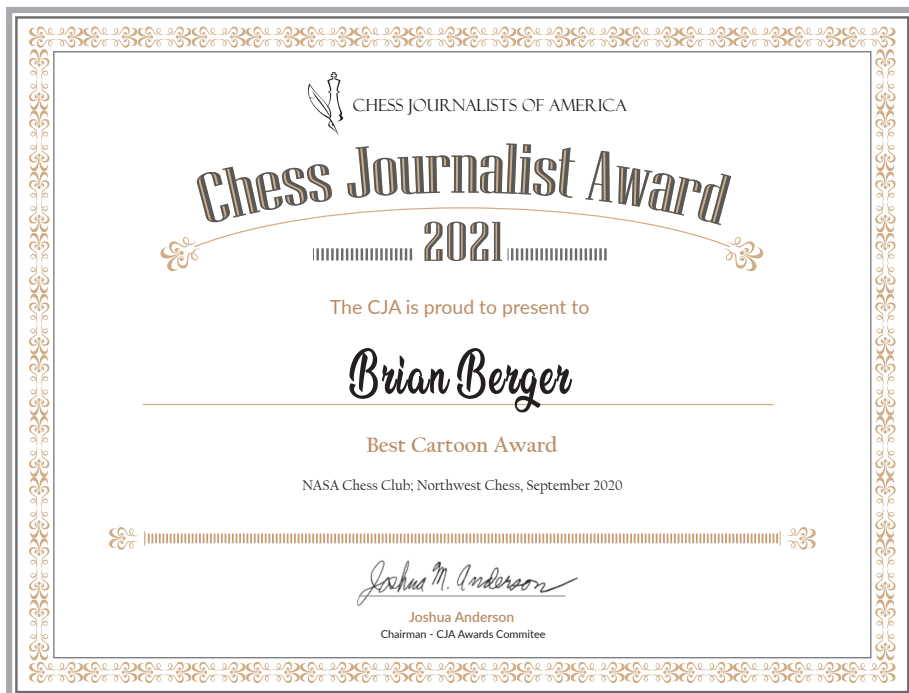 CHESS JOURNALISTS OF AMERICA
Chess Journalist Award
2021
The CJA is proud to present to
Brian Berger
Best Cartoon Award
NASA Chess Club; Northwest Chess, September 2020
Joshua M. Anderson
Joshua Anderson
Chairman - CJA Awards Commitee